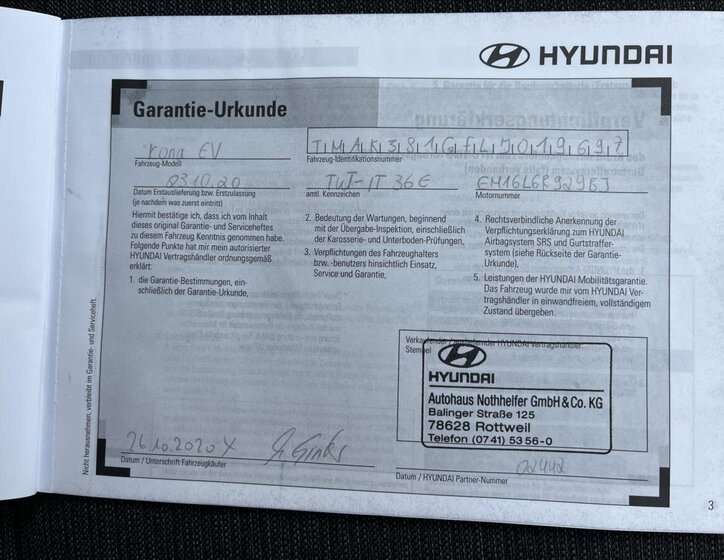 HYUNDAI
Garantie-Urkunde
Kona EV
TMAK381GFLJ019697
Fahrzeug-Modell
Fahrzeug-Identifikationsnummer
23.10.20
TUT-IT 36E
EM16L6R929BJ
Datum Erstauslieferung bzw. Erstzulassung
(je nachdem was zuerst eintritt)
amtl. Kennzeichen
Motornummer
Hiermit bestätige ich, dass ich vom Inhalt
dieses original Garantie- und Serviceheftes
zu diesem Fahrzeug Kenntnis genommen habe.
Folgende Punkte hat mir mein autorisierter
HYUNDAI Vertragshändler ordnungsgemäß
erklärt:
1. die Garantie-Bestimmungen, ein-
schließlich der Garantie-Urkunde,
2. Bedeutung der Wartungen, beginnend
mit der Übergabe-Inspektion, einschließlich
der Karosserie- und Unterboden-Prüfungen,
3. Verpflichtungen des Fahrzeughalters
bzw. -benutzers hinsichtlich Einsatz,
Service und Garantie,
4. Rechtsverbindliche Anerkennung der
Verpflichtungserklärung zum HYUNDAI
Airbagsystem SRS und Gurtstraffer-
system (siehe Rückseite der Garantie-
Urkunde).
5. Leistungen der HYUNDAI Mobilitätsgarantie.
Das Fahrzeug wurde mir vom HYUNDAI Ver-
tragshändler in einwandfreiem, vollständigem
Zustand übergeben.
HYUNDAI Vertragshändler.
Stempel
HYUNDAI
Autohaus Nothhelfer GmbH & Co. KG
Balinger Straße 125
78628 Rottweil
Telefon (0741) 5356-0
26.10.2020 X
02442
Datum / Unterschrift Fahrzeugkäufer
Datum / HYUNDAI Partner-Nummer
Nicht herausnehmen, verbleibt im Garantie- und Serviceheft.
3